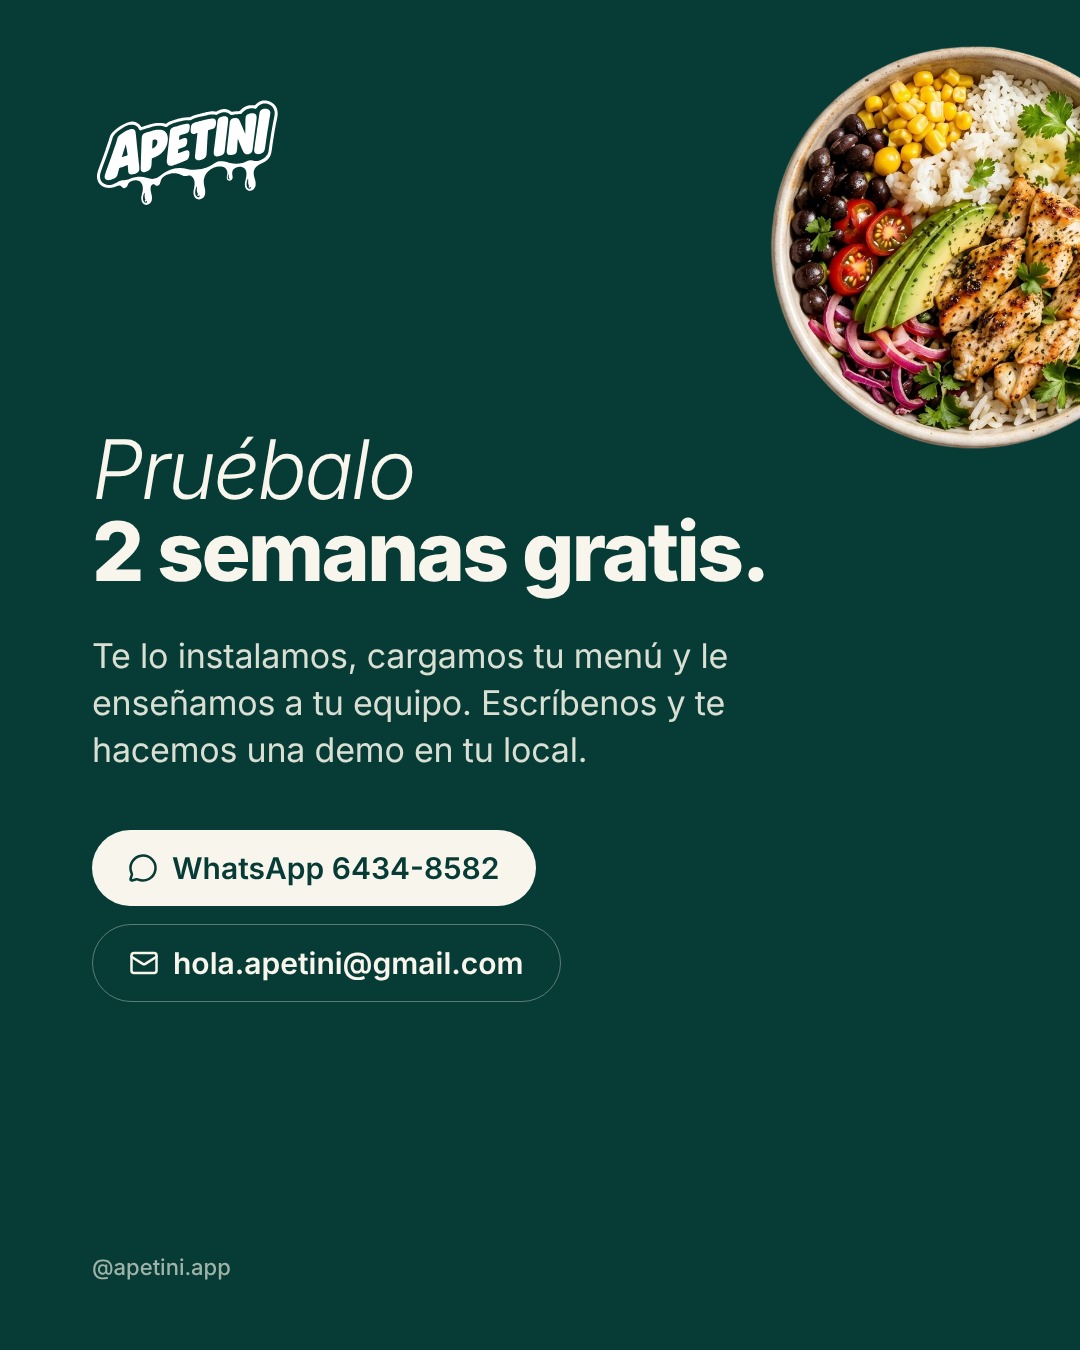 APETINI
Pruébalo
2 semanas gratis.
Te lo instalamos, cargamos tu menú y le
enseñamos a tu equipo. Escríbenos y te
hacemos una demo en tu local.
WhatsApp 6434-8582
hola.apetini@gmail.com
@apetini.app